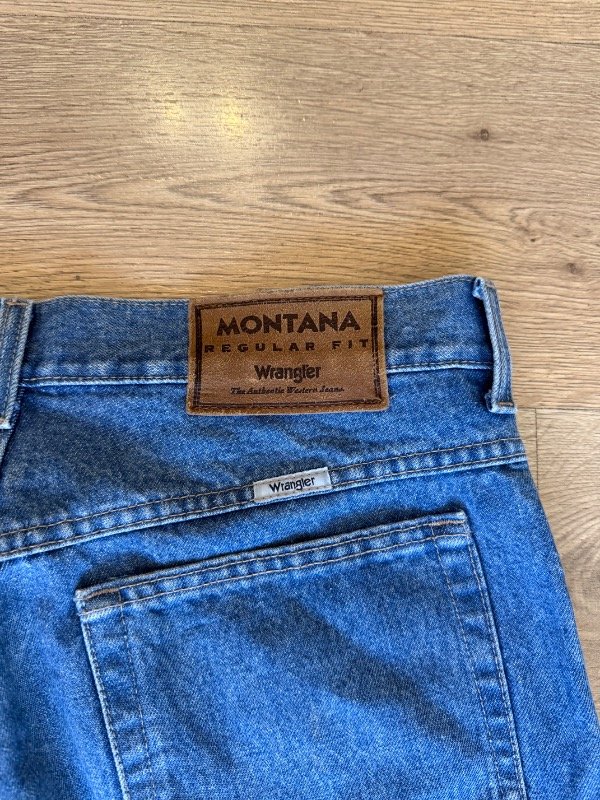 MONTANA
REGULAR FIT
Wrangler
The Authentic Western Jeans.
Wrangler